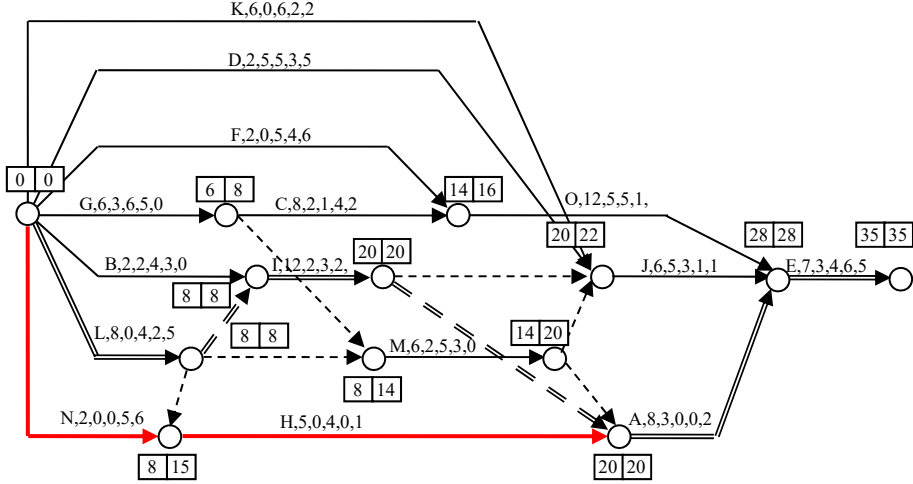 K,6,0,6,2,2
D,2,5,5,3,5
F,2,0,5,4,6
0 0
6 8
14 16
G,6,3,6,5,0
C,8,2,1,4,2
O,12,5,5,1,
20 22
28 28
35 35
20 20
B,2,2,4,3,0
I,12,2,3,2,
J,6,5,3,1,1
E,7,3,4,6,5
8 8
8 8
14 20
L,8,0,4,2,5
M,6,2,5,3,0
8 14
N,2,0,0,5,6
H,5,0,4,0,1
A,8,3,0,0,2
8 15
20 20